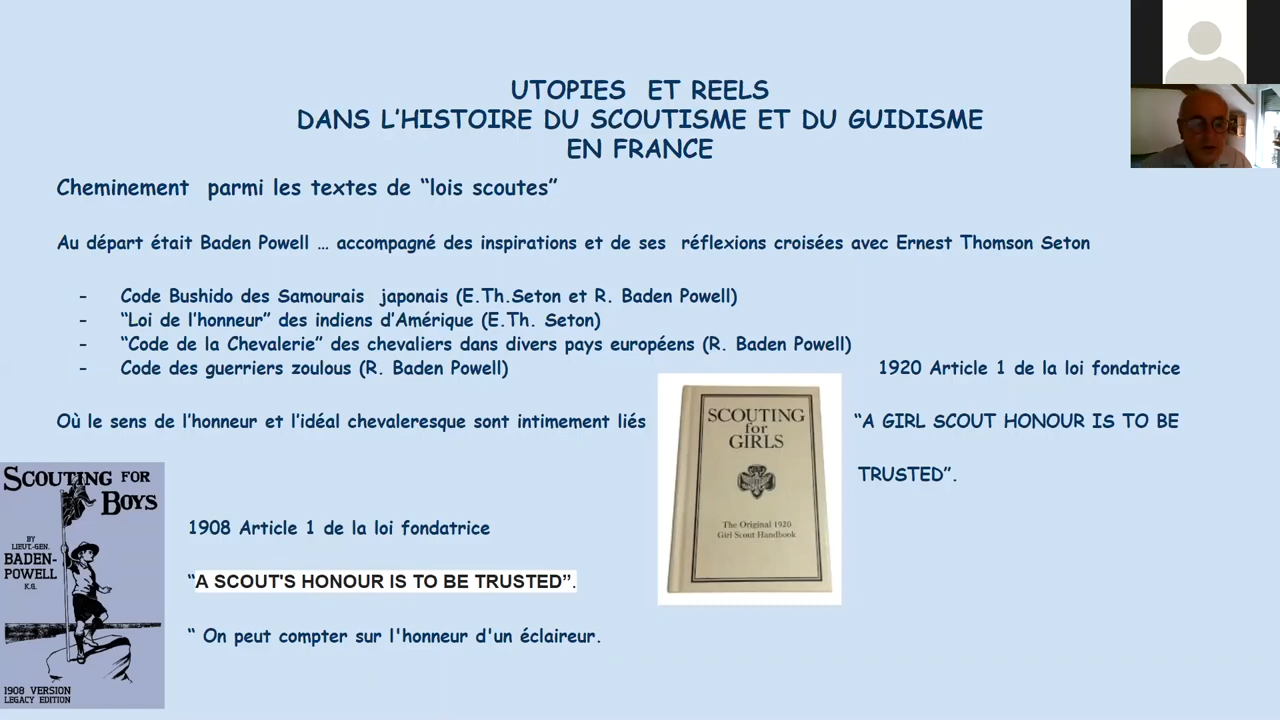 UTOPIES ET REELS
DANS L'HISTOIRE DU SCOUTISME ET DU GUIDISME
EN FRANCE
Cheminement parmi les textes de “lois scoutes”
Au départ était Baden Powell … accompagné des inspirations et de ses réflexions croisées avec Ernest Thomson Seton
- Code Bushido des Samourais japonais (E.Th.Seton et R. Baden Powell)
- “Loi de l'honneur” des indiens d'Amérique (E.Th. Seton)
- “Code de la Chevalerie” des chevaliers dans divers pays européens (R. Baden Powell)
- Code des guerriers zoulous (R. Baden Powell)
1920 Article 1 de la loi fondatrice
Où le sens de l'honneur et l'idéal chevaleresque sont intimement liés
“A GIRL SCOUT HONOUR IS TO BE
TRUSTED”.
SCOUTING
for
GIRLS
The Original 1920
Girl Scout Handbook
SCOUTING FOR
BOYS
BY
LIEUT.-GEN.
BADEN-
POWELL
K.G.
1908 VERSION
LEGACY EDITION
1908 Article 1 de la loi fondatrice
“A SCOUT'S HONOUR IS TO BE TRUSTED”.
“ On peut compter sur l'honneur d'un éclaireur.